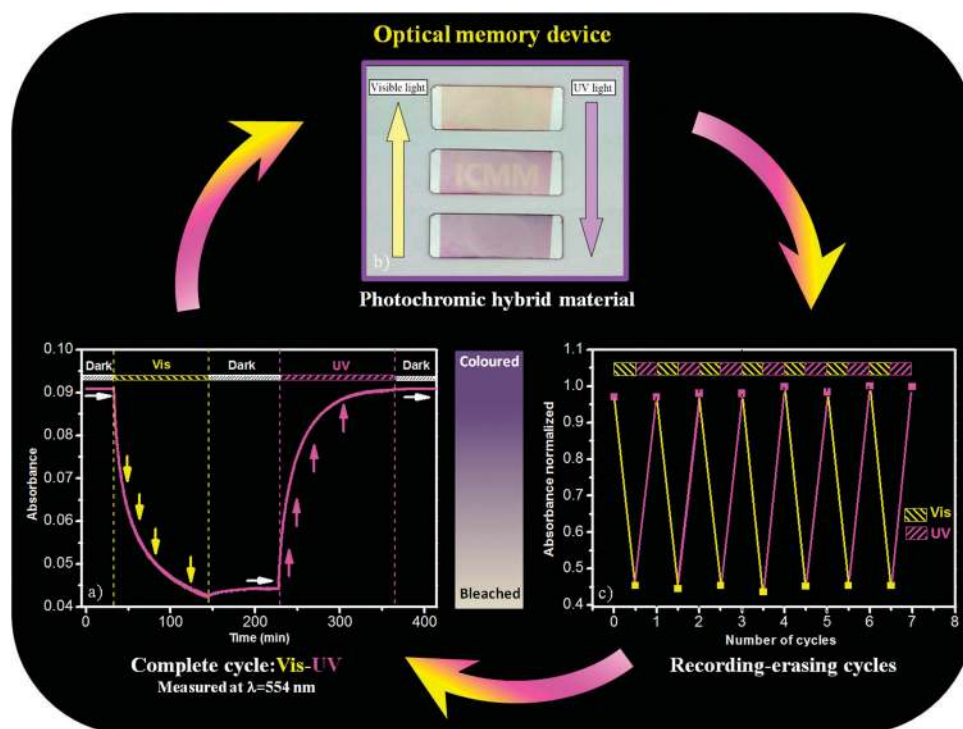 Optical memory device
Visible light
UV light
ICMM
b)
Photochromic hybrid material
0.10
0.09
0.08
0.07
0.06
0.05
0.04
Absorbance
Dark
Vis
Dark
UV
Dark
a)
0
100
200
300
400
Time (min)
Complete cycle:Vis-UV
Measured at λ=554 nm
Coloured
Bleached
1.1
1.0
0.9
0.8
0.7
0.6
0.5
0.4
Absorbance normalized
Vis
UV
c)
0
1
2
3
4
5
6
7
8
Number of cycles
Recording-erasing cycles